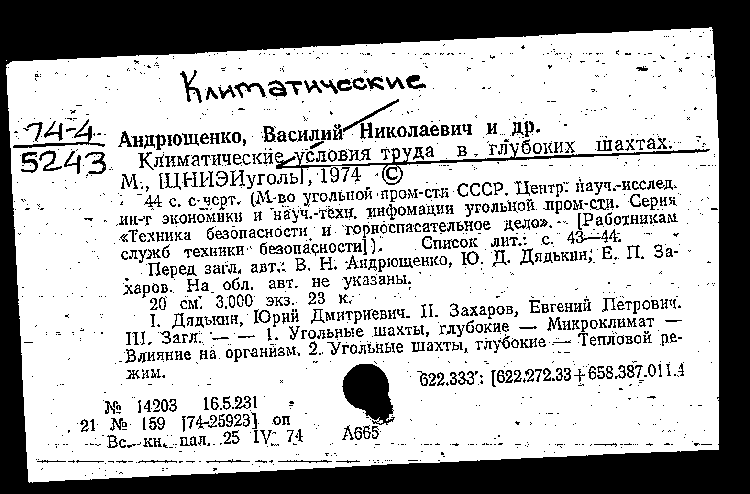 Климатические
74-4
5243
Андрющенко, Василий Николаевич и др.
Климатические условия труда в глубоких шахтах.
М., [ЦНИЭИуголь], 1974 ©
44 с. с черт. (М-во угольной пром-сти СССР. Центр. науч.-исслед.
ин-т экономики и науч.-техн. инфомации угольной пром-сти. Серия
«Техника безопасности и горноспасательное дело». [Работникам
служб техники безопасности]). Список лит.: с. 43—44.
Перед загл. авт.: В. Н. Андрющенко, Ю. Д. Дядькин, Е. П. За-
харов. На обл. авт. не указаны.
20 см. 3.000 экз. 23 к.
I. Дядькин, Юрий Дмитриевич. II. Захаров, Евгений Петрович.
III. Загл. — — 1. Угольные шахты, глубокие — Микроклимат —
Влияние на организм. 2. Угольные шахты, глубокие — Тепловой ре-
жим.
622.333 : [622.272.33+658.387.011.4
№ 14203 16.5.231
21 № 159 [74-25923] оп
Вс. кн. пал. 25 IV 74 А665